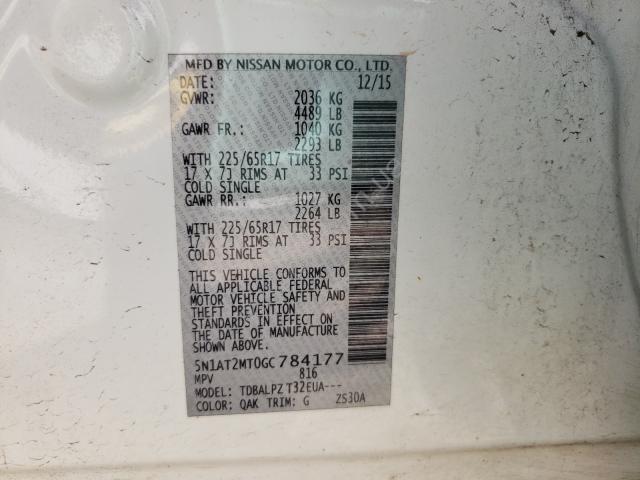 MFD BY NISSAN MOTOR CO., LTD.
DATE: 12/15
GVWR: 2036 KG
4489 LB
GAWR FR.: 1040 KG
2293 LB
WITH 225/65R17 TIRES
17 X 7J RIMS AT 33 PSI
COLD SINGLE
GAWR RR.: 1027 KG
2264 LB
WITH 225/65R17 TIRES
17 X 7J RIMS AT 33 PSI
COLD SINGLE
THIS VEHICLE CONFORMS TO
ALL APPLICABLE FEDERAL
MOTOR VEHICLE SAFETY AND
THEFT PREVENTION
STANDARDS IN EFFECT ON
THE DATE OF MANUFACTURE
SHOWN ABOVE.
5N1AT2MT0GC784177
MPV 816
MODEL: TDBALPZ T32EUA---
COLOR: QAK TRIM: G ZS30A